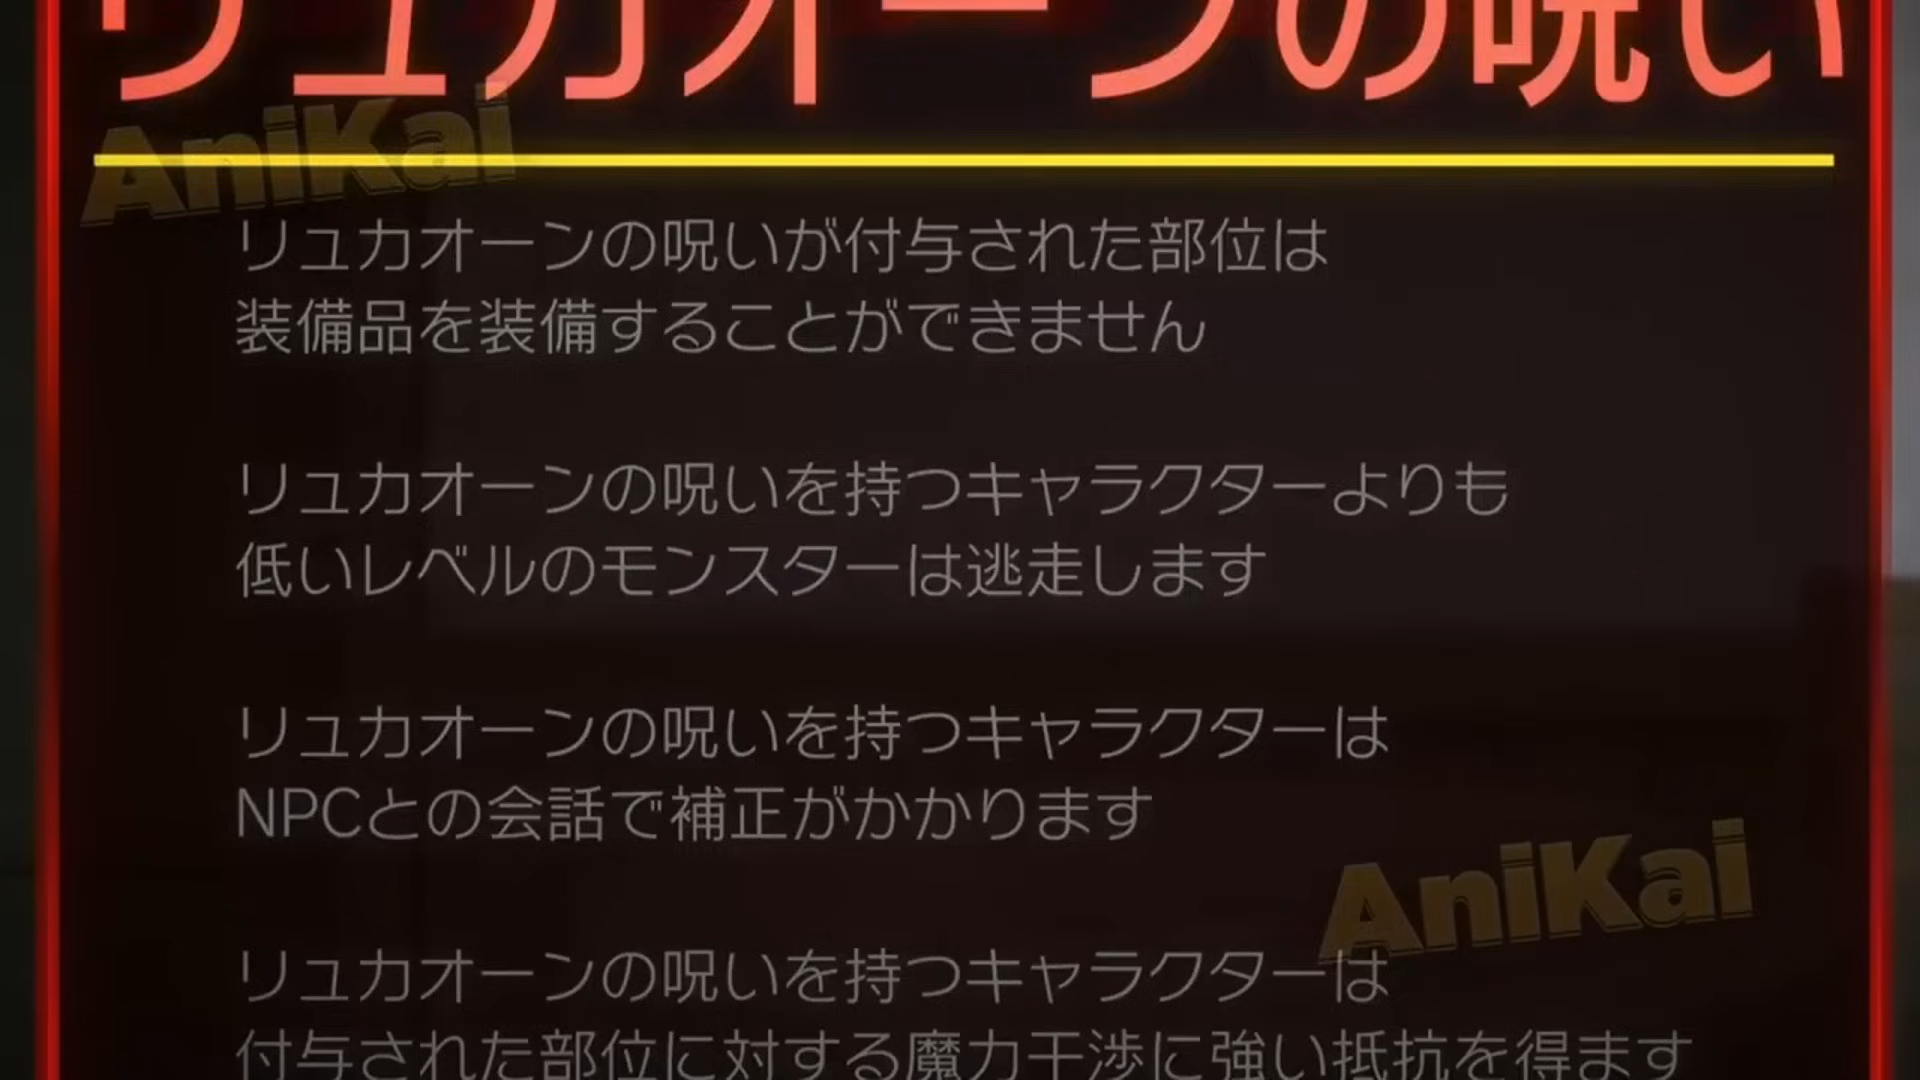 リュカオーンの呪い
AniKai
リュカオーンの呪いが付与された部位は
装備品を装備することができません
リュカオーンの呪いを持つキャラクターよりも
低いレベルのモンスターは逃走します
リュカオーンの呪いを持つキャラクターは
NPCとの会話で補正がかかります
AniKai
リュカオーンの呪いを持つキャラクターは
付与された部位に対する魔力干渉に強い抵抗を得ます